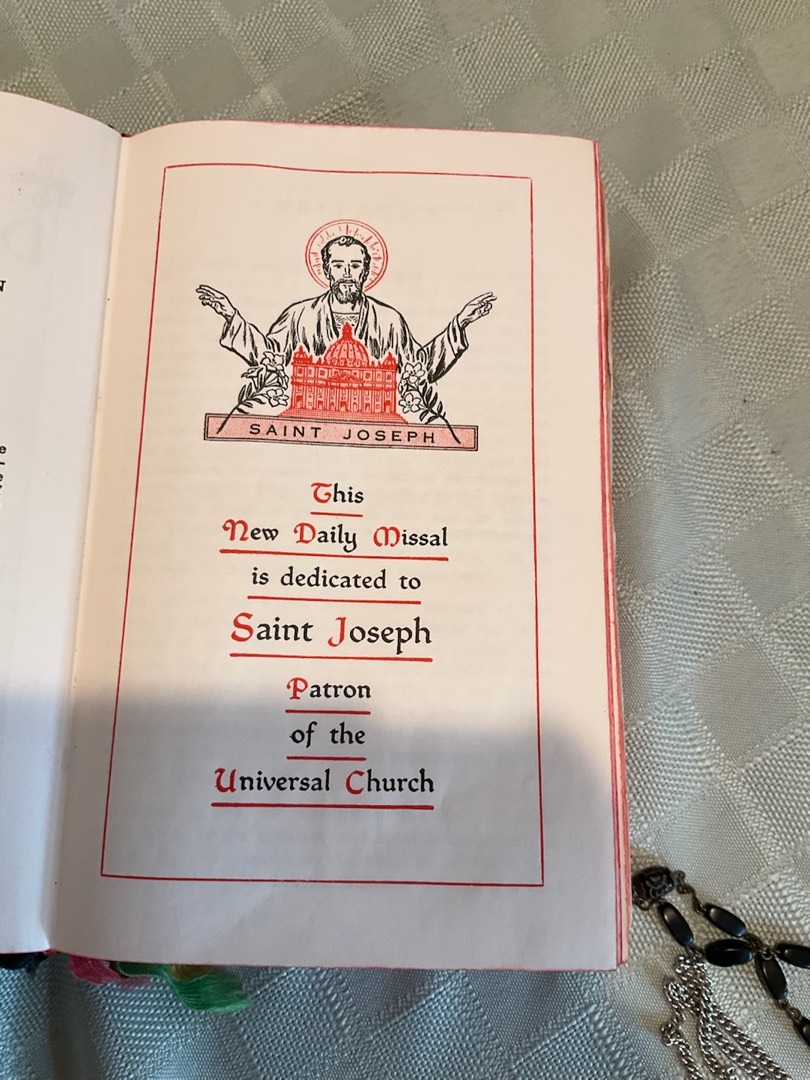 SAINT JOSEPH
This
New Daily Missal
is dedicated to
Saint Joseph
Patron
of the
Universal Church